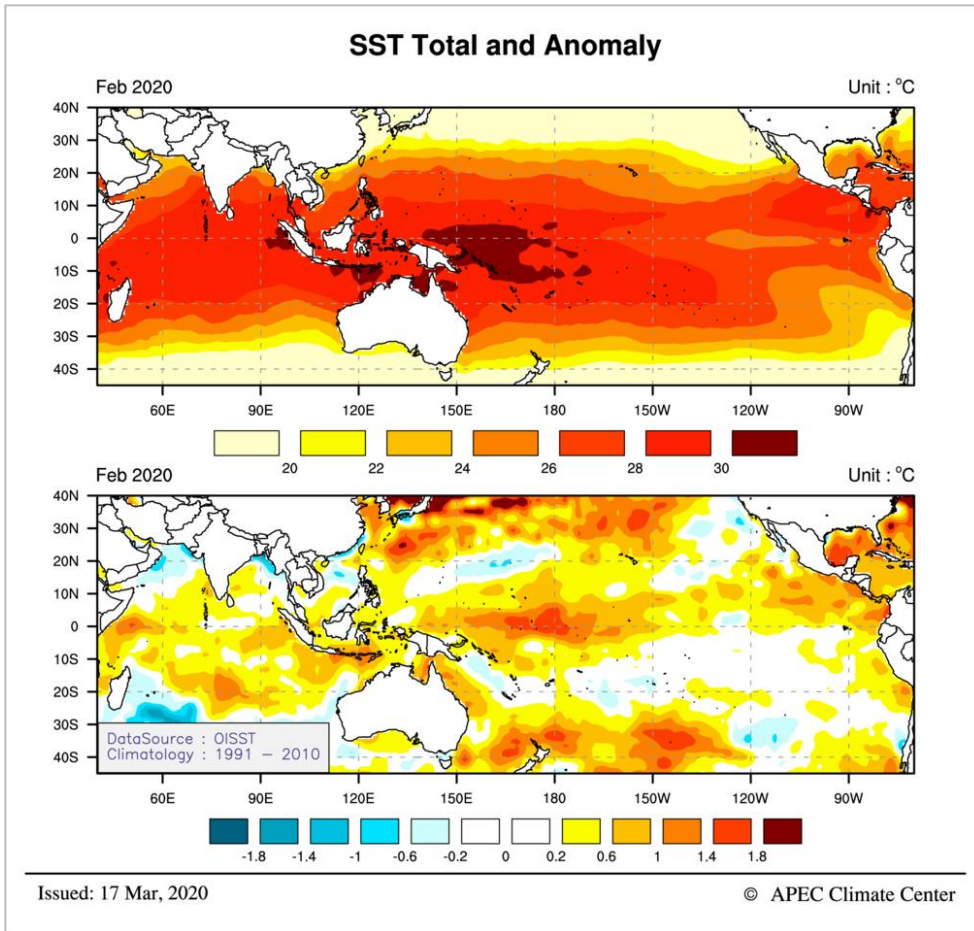 SST Total and Anomaly
Feb 2020 Unit : °C
40N
30N
20N
10N
0
10S
20S
30S
40S
60E 90E 120E 150E 180 150W 120W 90W
20 22 24 26 28 30
Feb 2020 Unit : °C
40N
30N
20N
10N
0
10S
20S
30S
40S
DataSource : OISST
Climatology : 1991 – 2010
60E 90E 120E 150E 180 150W 120W 90W
-1.8 -1.4 -1 -0.6 -0.2 0 0.2 0.6 1 1.4 1.8
Issued: 17 Mar, 2020 © APEC Climate Center